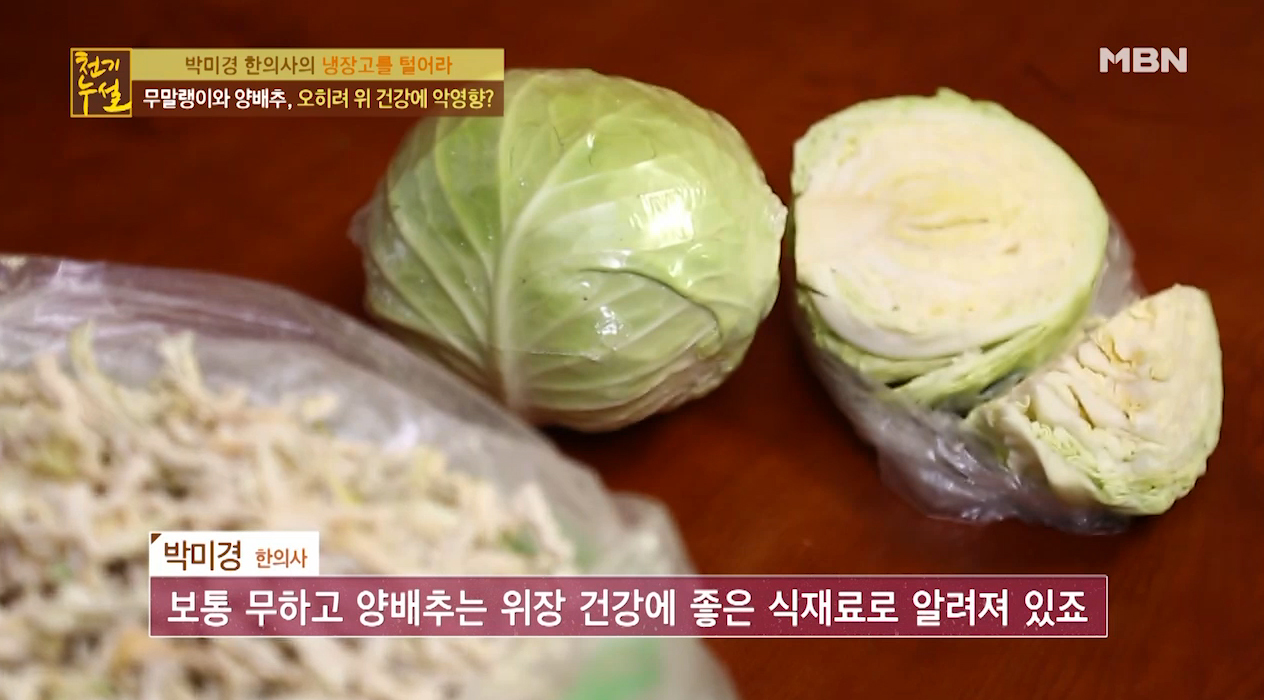 천기누설
박미경 한의사의 냉장고를 털어라
무말랭이와 양배추, 오히려 위 건강에 악영향?
MBN
박미경 한의사
보통 무하고 양배추는 위장 건강에 좋은 식재료로 알려져 있죠